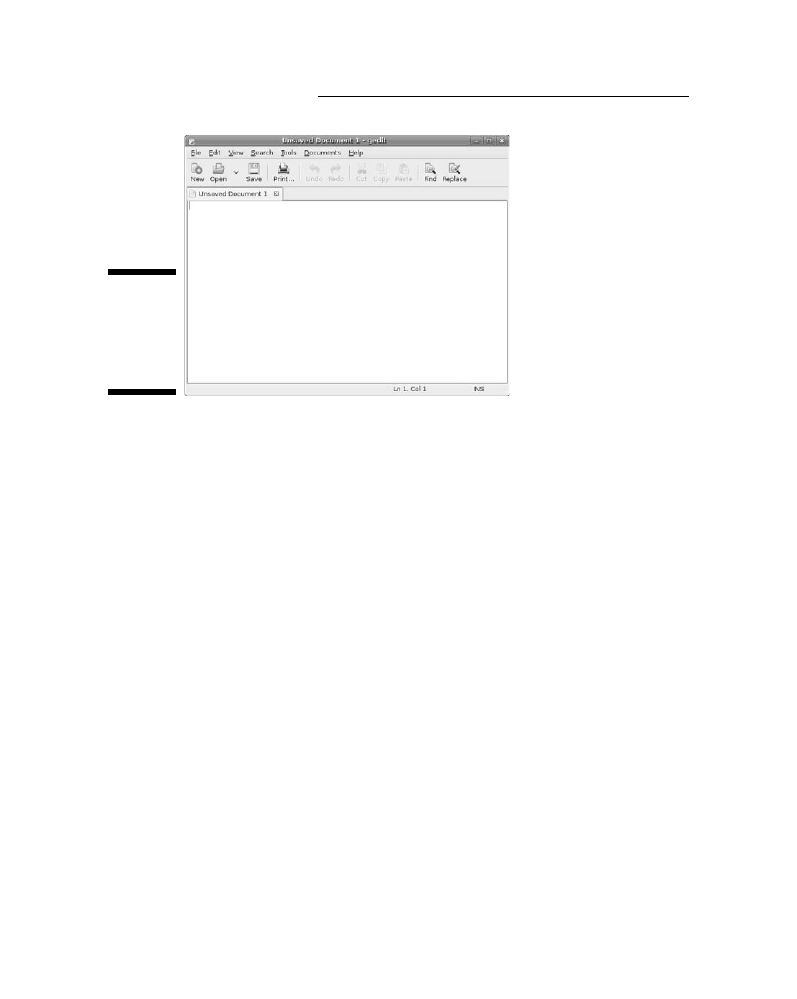 Unsaved Document 1 - gedit
File Edit View Search Tools Documents Help
New Open Save Print... Undo Redo Cut Copy Paste Find Replace
Unsaved Document 1
Ln 1, Col 1 INS